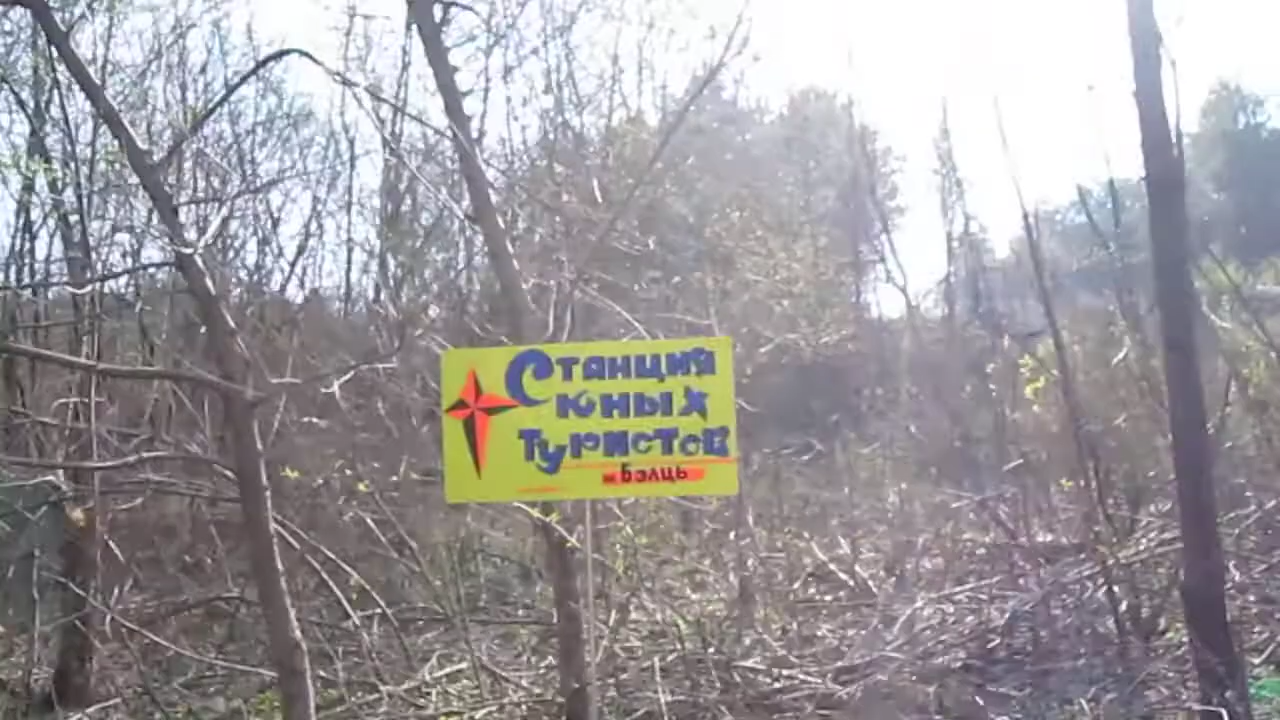 Станция
юных
Туристов
м Бэлць